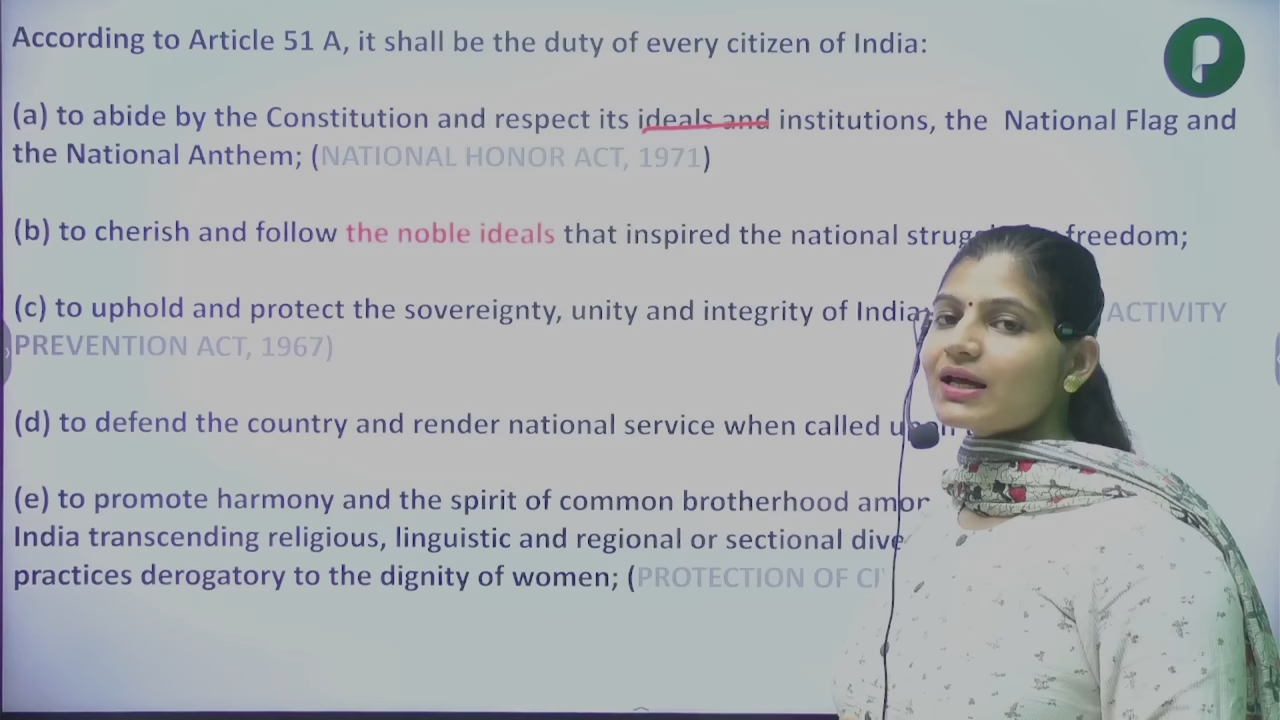 According to Article 51 A, it shall be the duty of every citizen of India:
(a) to abide by the Constitution and respect its ideals and institutions, the National Flag and
the National Anthem; (NATIONAL HONOR ACT, 1971)
(b) to cherish and follow the noble ideals that inspired the national freedom;
(c) to uphold and protect the sovereignty, unity and integrity of India; ACTIVITY
PREVENTION ACT, 1967)
(d) to defend the country and render national service when called
(e) to promote harmony and the spirit of common brotherhood
India transcending religious, linguistic and regional or sectional
practices derogatory to the dignity of women; (PROTECTION OF
P